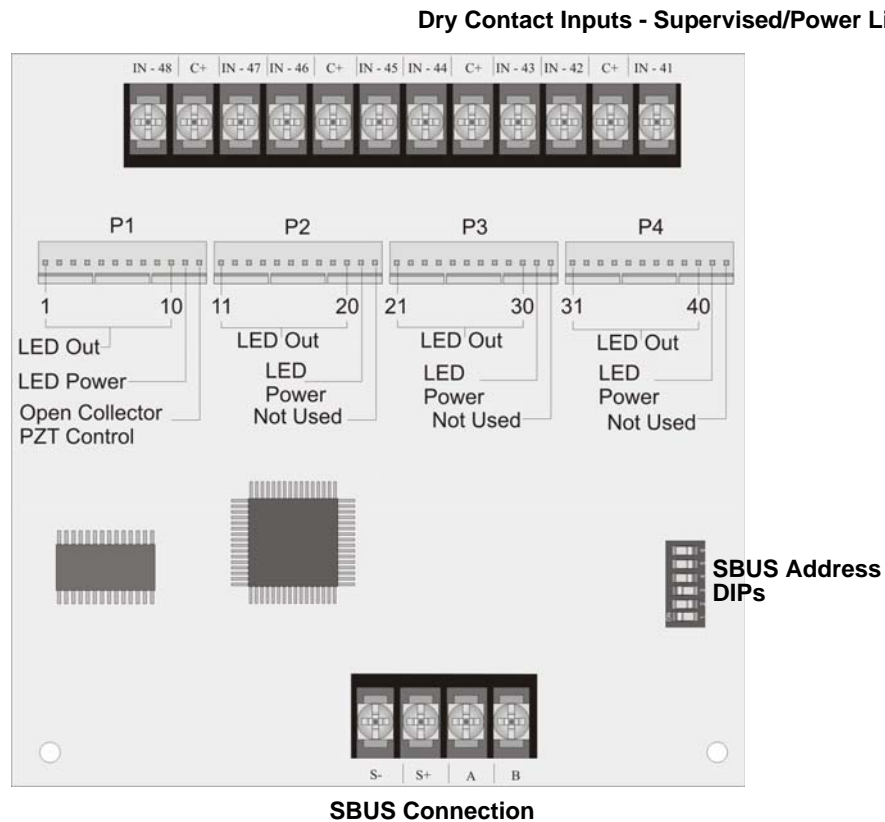 Dry Contact Inputs - Supervised/Power Li
IN - 48 C+ IN - 47 IN - 46 C+ IN - 45 IN - 44 C+ IN - 43 IN - 42 C+ IN - 41
P1 P2 P3 P4
1 10 11 20 21 30 31 40
LED Out LED Out LED Out LED Out
LED Power LED Power LED Power LED Power
Open Collector PZT Control
Not Used Not Used Not Used
SBUS Address
DIPs
S- S+ A B
SBUS Connection